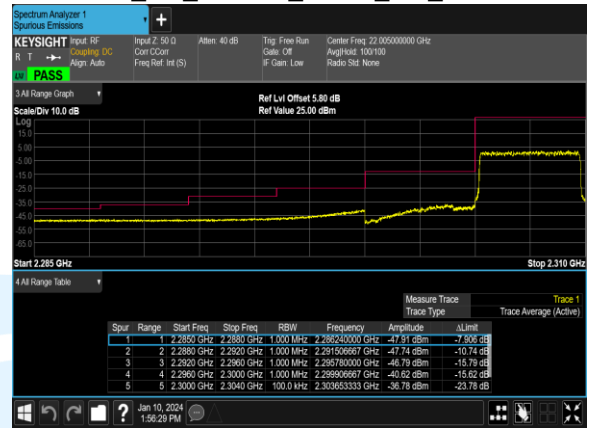 Spectrum Analyzer 1
Spurious Emissions
+
KEYSIGHT Input: RF Input Z: 50 Ω Atten: 40 dB Trig: Free Run Center Freq: 22.005000000 GHz
R T Coupling: DC Corr CCorr Gate: Off Avg|Hold: 100/100
Align: Auto Freq Ref: Int (S) IF Gain: Low Radio Std: None
PASS
3 All Range Graph
Ref Lvl Offset 5.80 dB
Scale/Div 10.0 dB Ref Value 25.00 dBm
Log
15.0
5.00
-5.00
-15.0
-25.0
-35.0
-45.0
-55.0
-65.0
Start 2.285 GHz Stop 2.310 GHz
4 All Range Table
Measure Trace Trace 1
Trace Type Trace Average (Active)
Spur Range Start Freq Stop Freq RBW Frequency Amplitude ΔLimit
1 1 2.2850 GHz 2.2880 GHz 1.000 MHz 2.286240000 GHz -47.91 dBm -7.906 dB
2 2 2.2880 GHz 2.2920 GHz 1.000 MHz 2.291506667 GHz -47.74 dBm -10.74 dB
3 3 2.2920 GHz 2.2960 GHz 1.000 MHz 2.295780000 GHz -46.79 dBm -15.79 dB
4 4 2.2960 GHz 2.3000 GHz 1.000 MHz 2.299906667 GHz -40.62 dBm -15.62 dB
5 5 2.3000 GHz 2.3040 GHz 100.0 kHz 2.303653333 GHz -36.78 dBm -23.78 dB
? Jan 10, 2024
1:56:29 PM